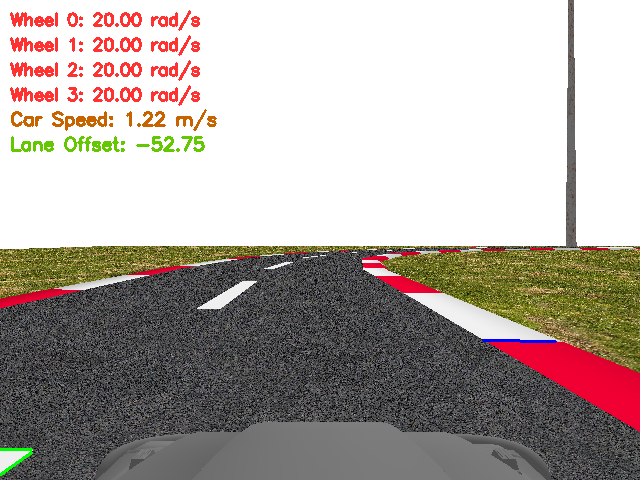 Wheel 0: 20.00 rad/s
Wheel 1: 20.00 rad/s
Wheel 2: 20.00 rad/s
Wheel 3: 20.00 rad/s
Car Speed: 1.22 m/s
Lane Offset: -52.75